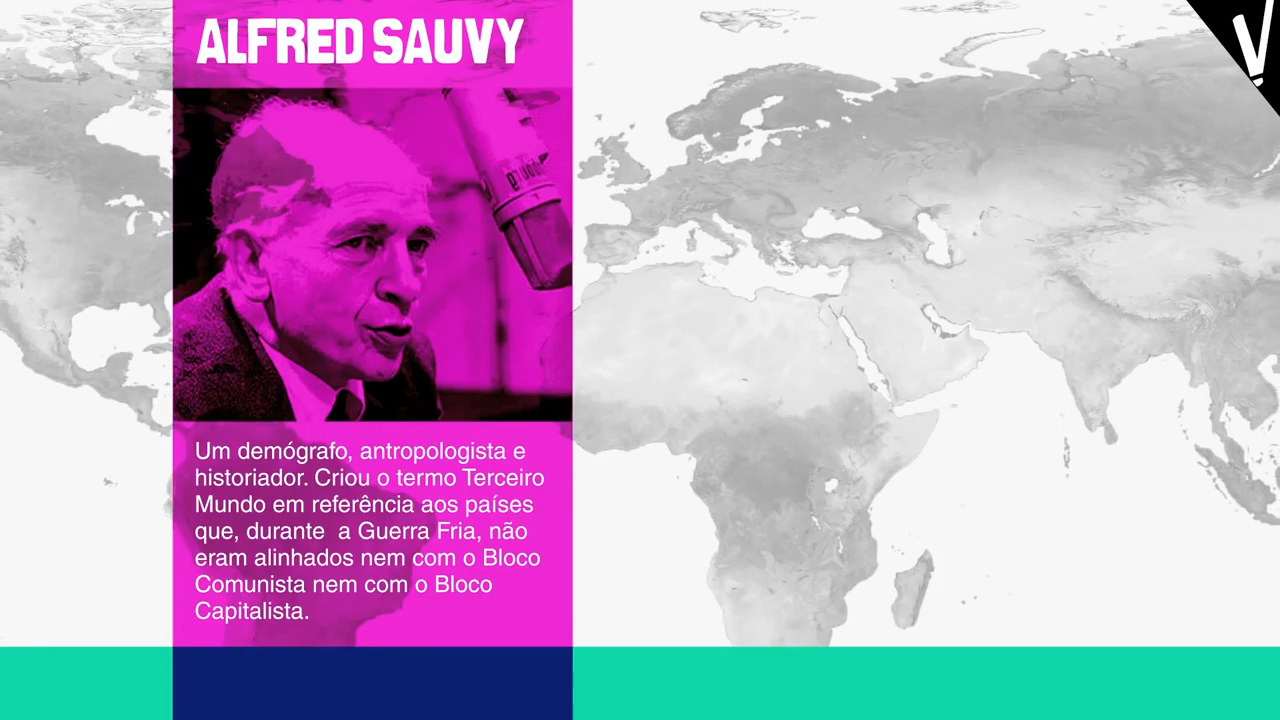 ALFRED SAUVY
Um demógrafo, antropologista e
historiador. Criou o termo Terceiro
Mundo em referência aos países
que, durante  a Guerra Fria, não
eram alinhados nem com o Bloco
Comunista nem com o Bloco
Capitalista.